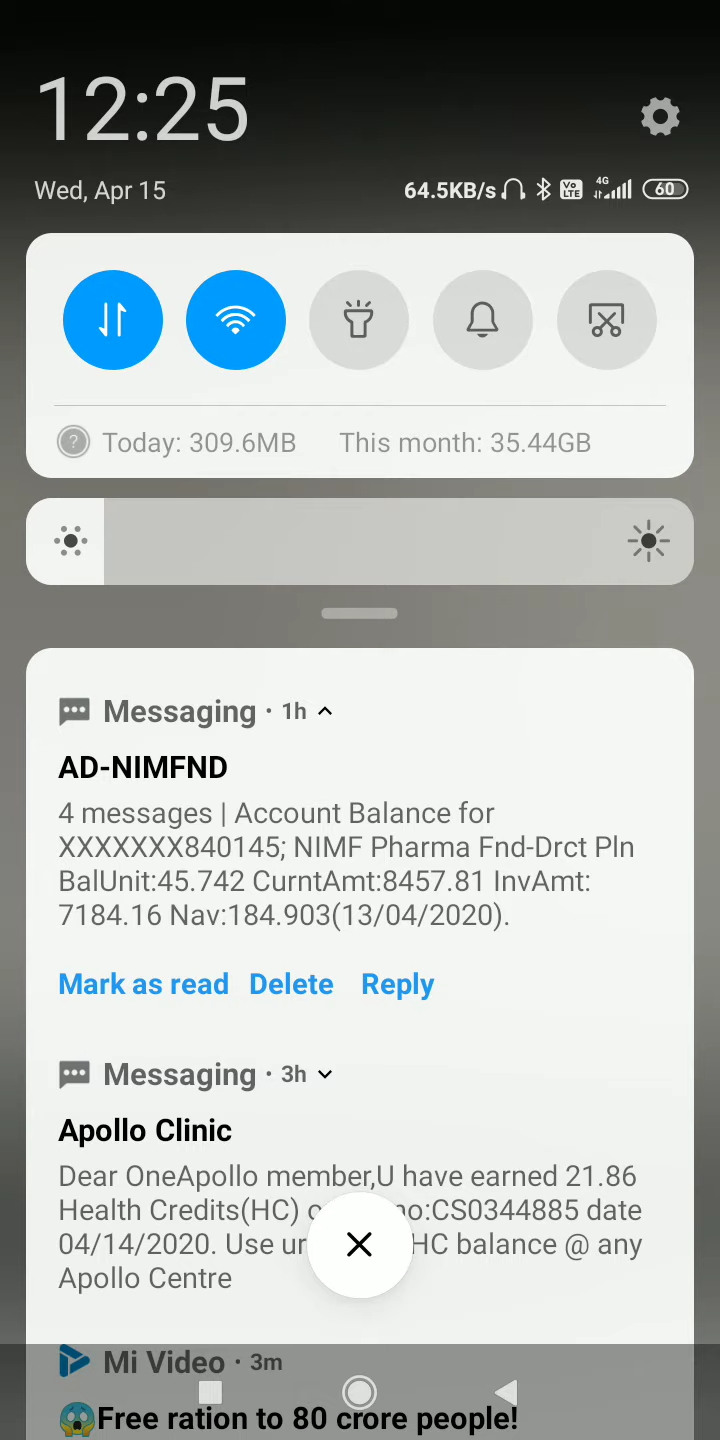 12:25
Wed, Apr 15
64.5KB/s
Vo LTE
4G
60
?
Today: 309.6MB This month: 35.44GB
Messaging · 1h
AD-NIMFND
4 messages | Account Balance for
XXXXXXX840145; NIMF Pharma Fnd-Drct Pln
BalUnit:45.742 CurntAmt:8457.81 InvAmt:
7184.16 Nav:184.903(13/04/2020).
Mark as read Delete Reply
Messaging · 3h
Apollo Clinic
Dear OneApollo member,U have earned 21.86
Health Credits(HC) no:CS0344885 date
04/14/2020. Use HC balance @ any
Apollo Centre
Mi Video · 3m
😱Free ration to 80 crore people!